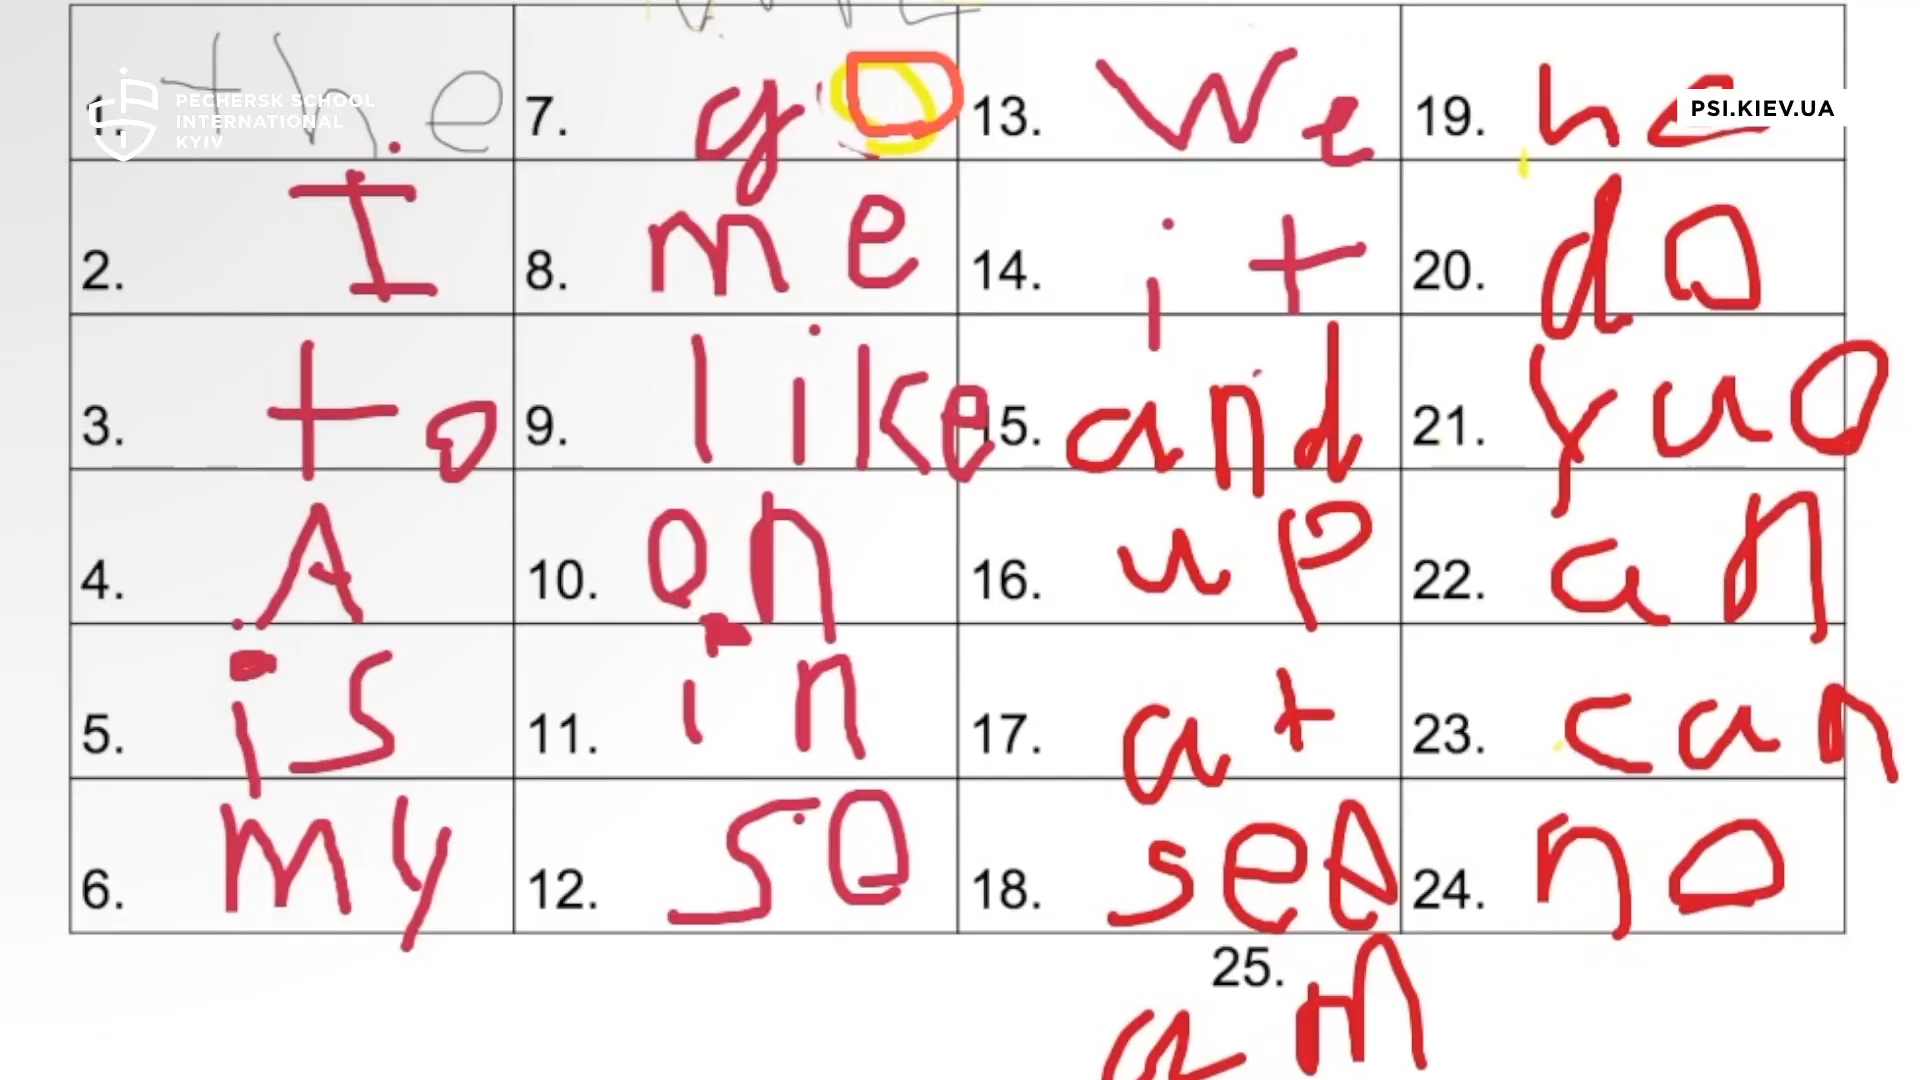 1. the
7. go
13. we
19. he
PECHERSK SCHOOL
INTERNATIONAL
KYIV
PSI.KIEV.UA
2. I
8. me
14. it
20. do
3. to
9. like
15. and
21. yuo
4. A
10. on
16. up
22. an
5. is
11. in
17. at
23. can
6. my
12. so
18. see
24. no
25. am